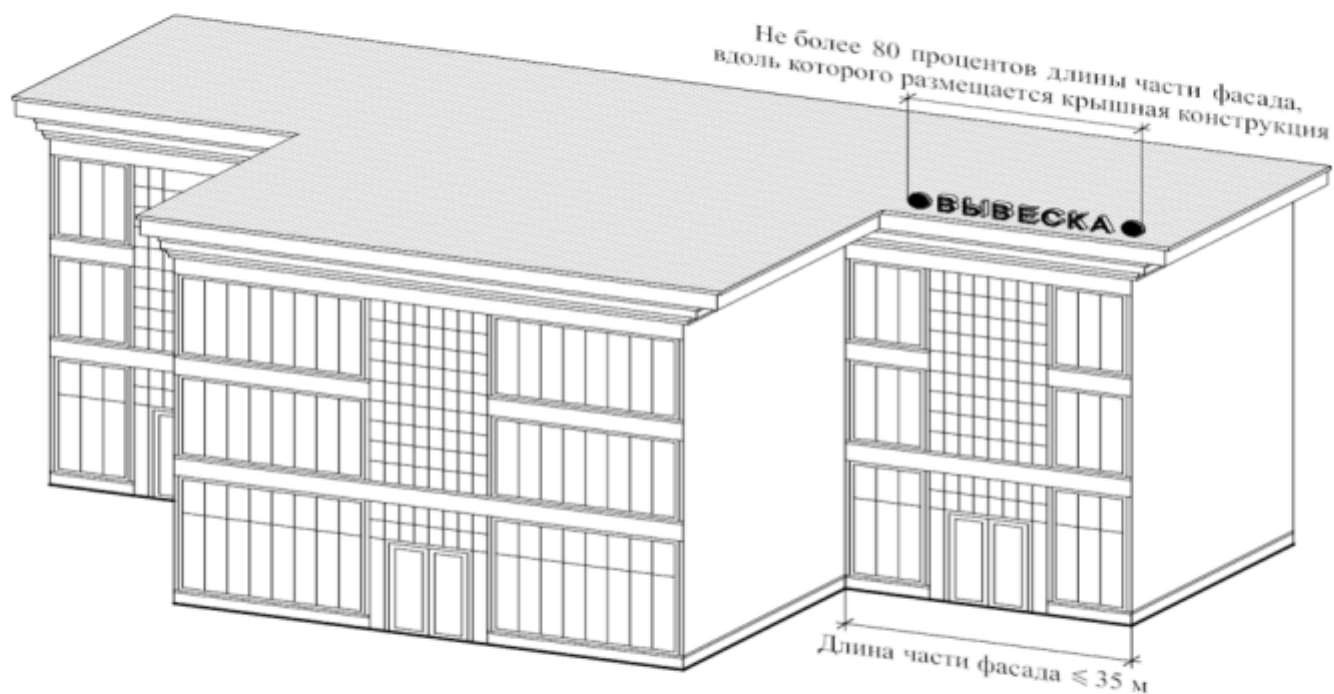 Не более 80 процентов длины части фасада,
вдоль которого размещается крышная конструкция
ВЫВЕСКА
Длина части фасада ⩽ 35 м